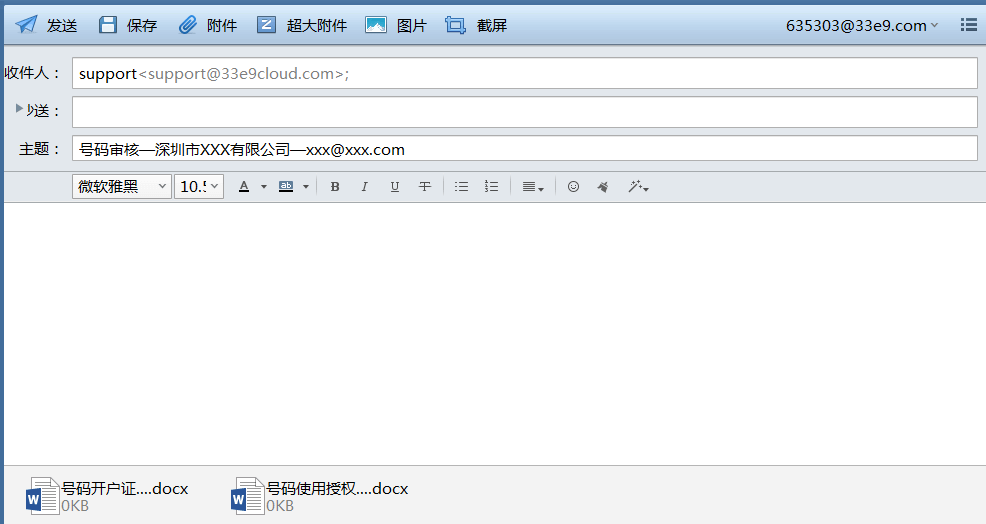 发送 保存 附件 超大附件 图片 截屏 635303@33e9.com
收件人： support<support@33e9cloud.com>;
送：
主题： 号码审核—深圳市XXX有限公司—xxx@xxx.com
微软雅黑 10.5 A ab B I U T
号码开户证....docx 号码使用授权....docx
0KB 0KB